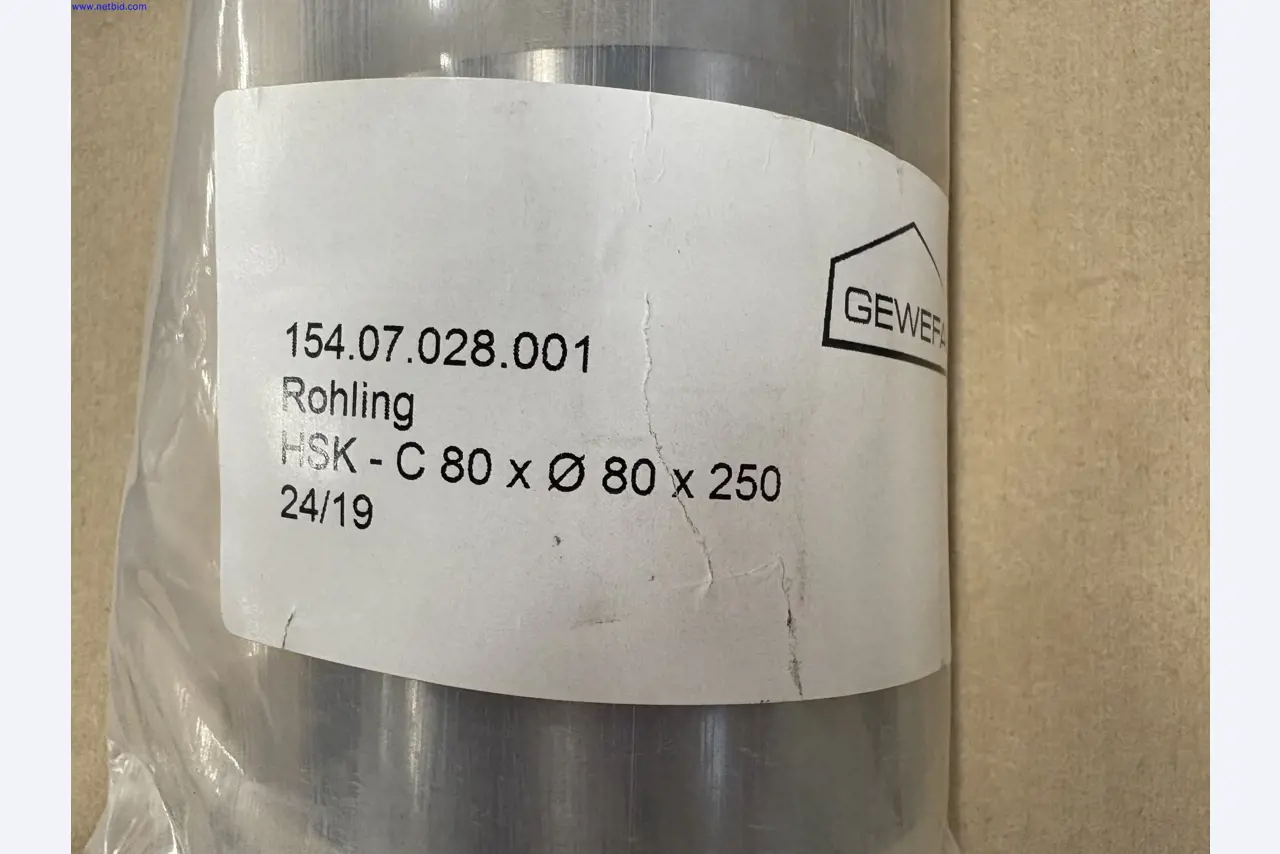 www.netbid.com
GEWEFA
154.07.028.001
Rohling
HSK - C 80 x Ø 80 x 250
24/19